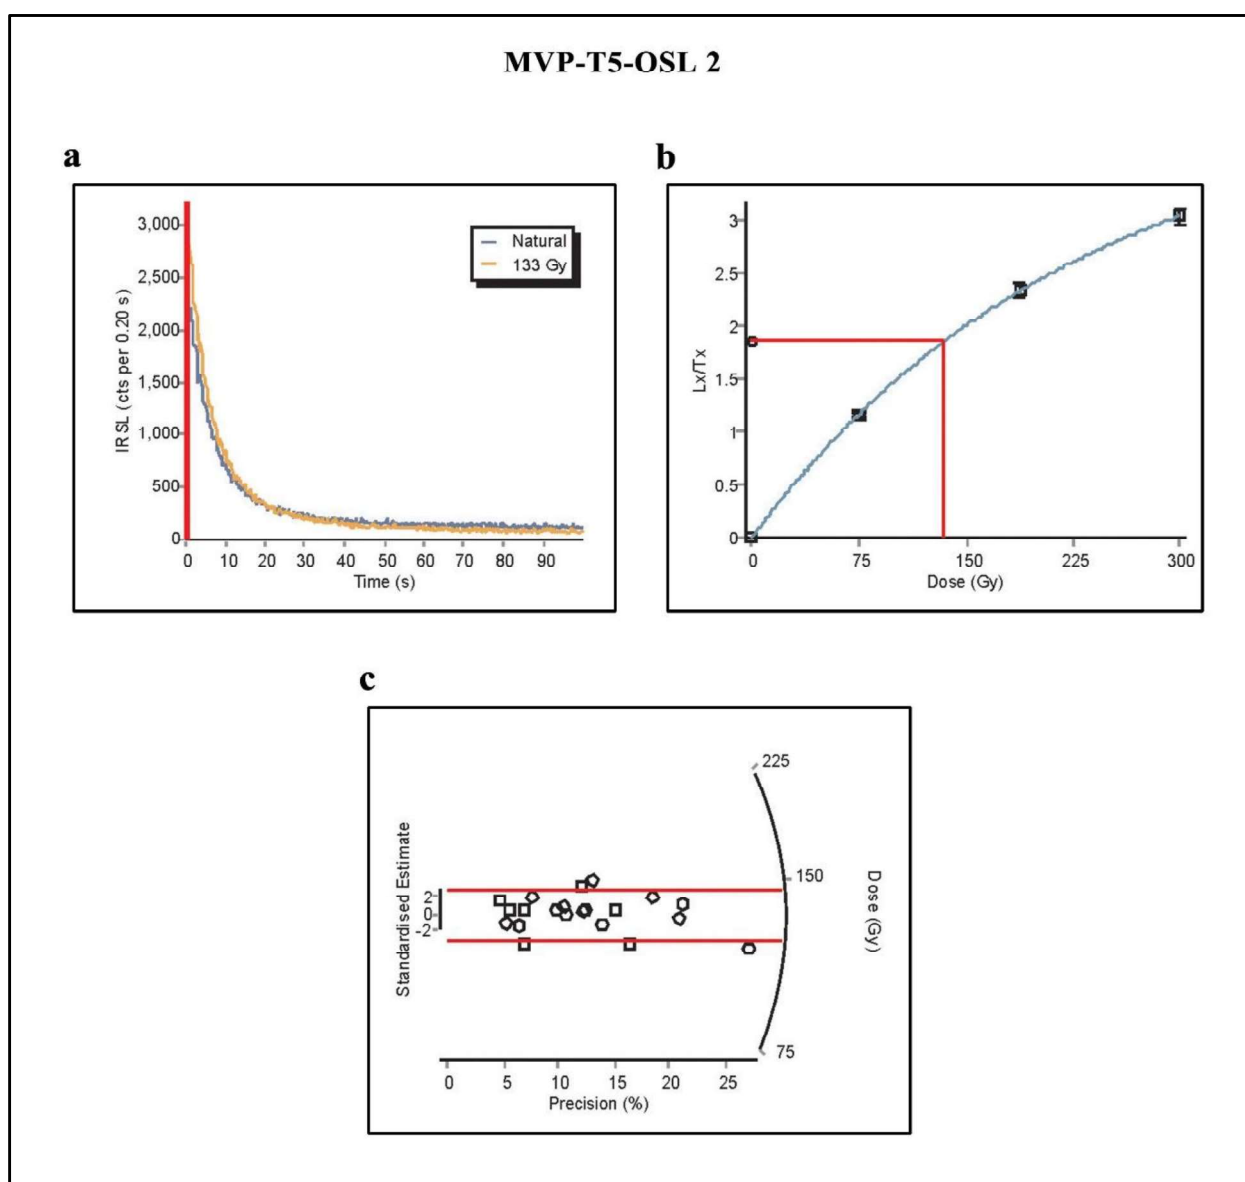 MVP-T5-OSL 2
a
IRSL (cts per 0.20 s)
3,000
2,500
2,000
1,500
1,000
500
0
Natural
133 Gy
0 10 20 30 40 50 60 70 80 90
Time (s)
b
Lx/Tx
3
2.5
2
1.5
1
0.5
0
0 75 150 225 300
Dose (Gy)
c
Standardised Estimate
2
0
-2
225
150
75
Dose (Gy)
0 5 10 15 20 25
Precision (%)